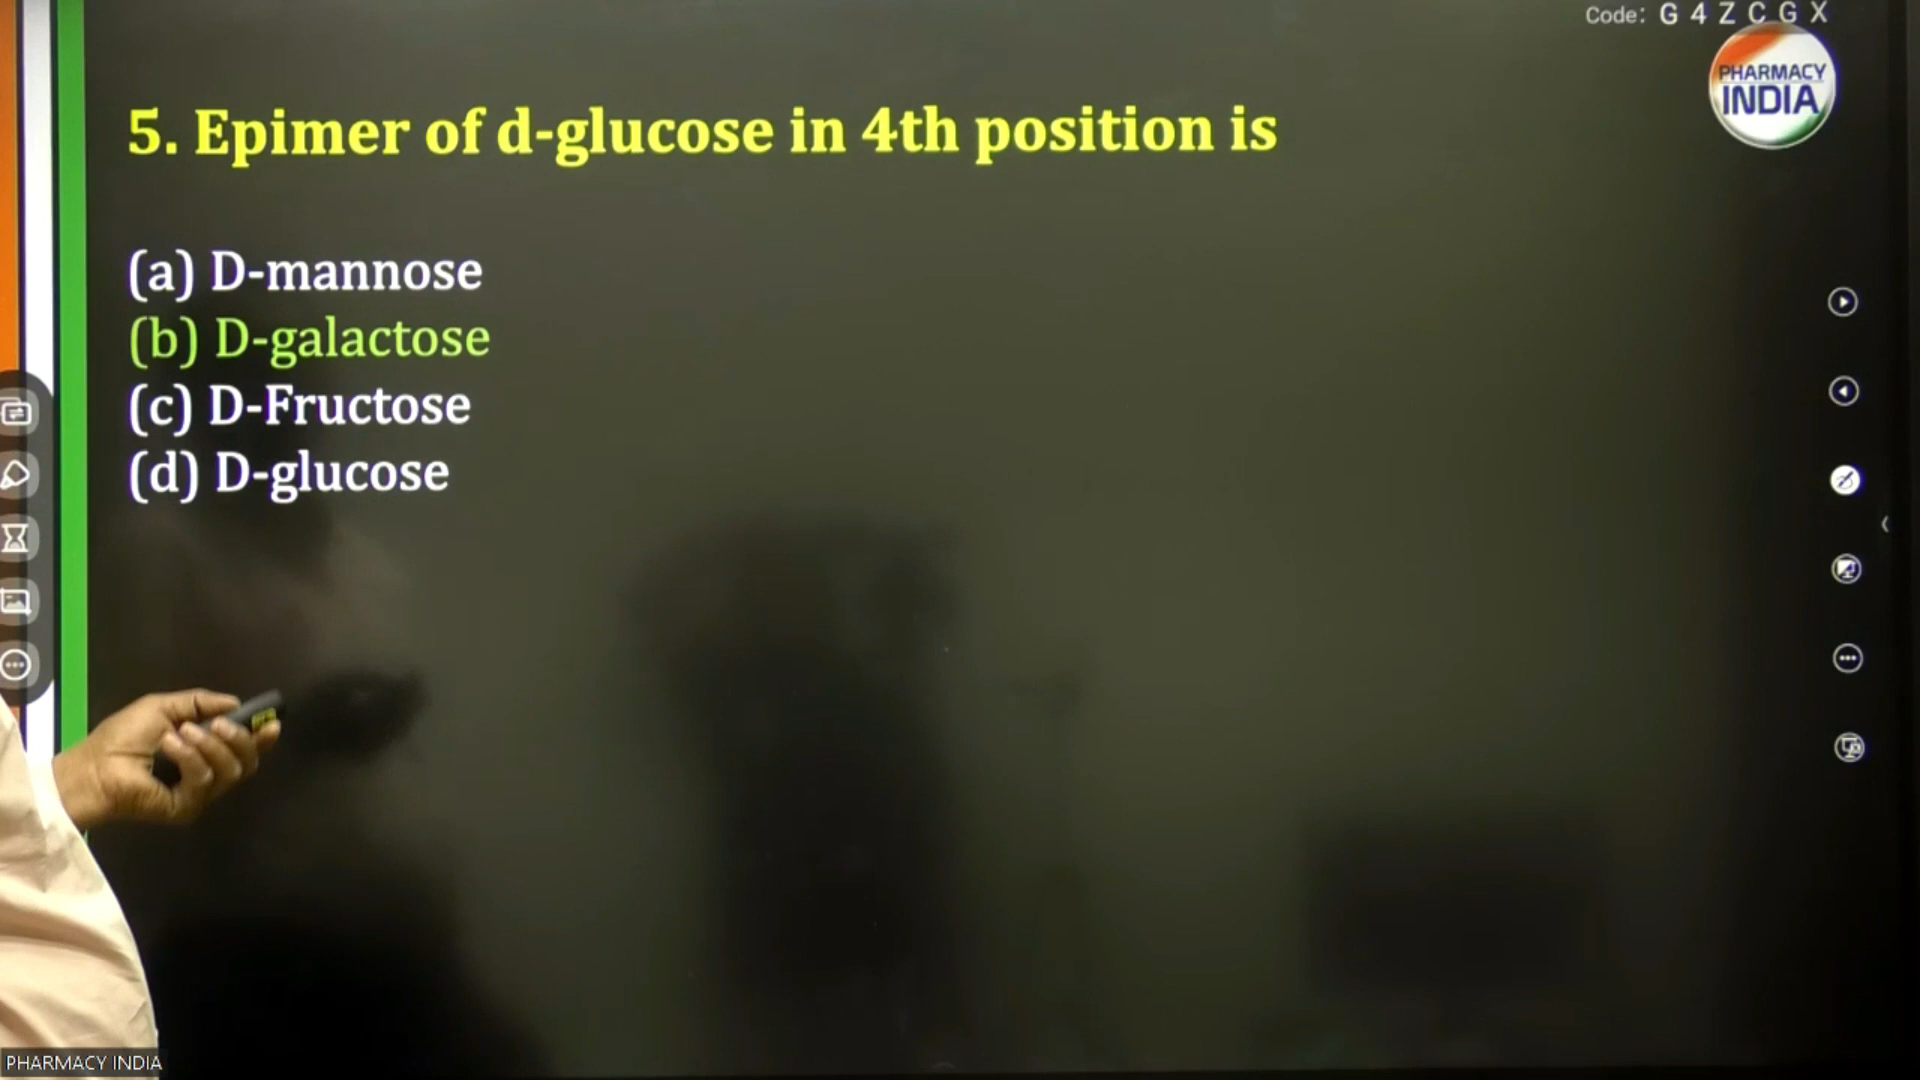 Code: G 4 Z C G X
PHARMACY
INDIA
5. Epimer of d-glucose in 4th position is
(a) D-mannose
(b) D-galactose
(c) D-Fructose
(d) D-glucose
PHARMACY INDIA